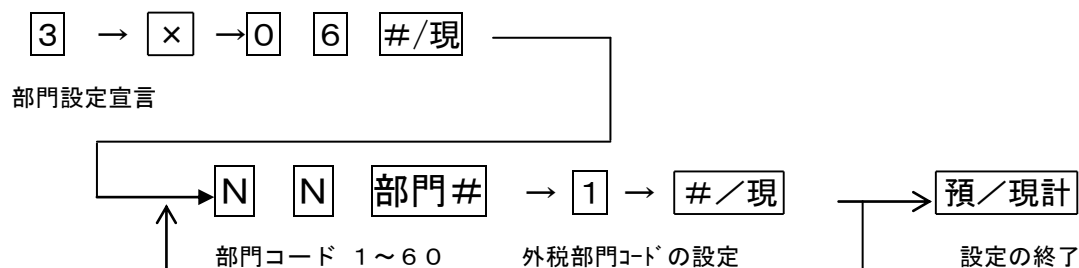 3 → × →0 6 #/現
部門設定宣言
N N 部門# → 1 → #/現 預/現計
部門コード 1~60 外税部門ｺｰﾄﾞの設定 設定の終了